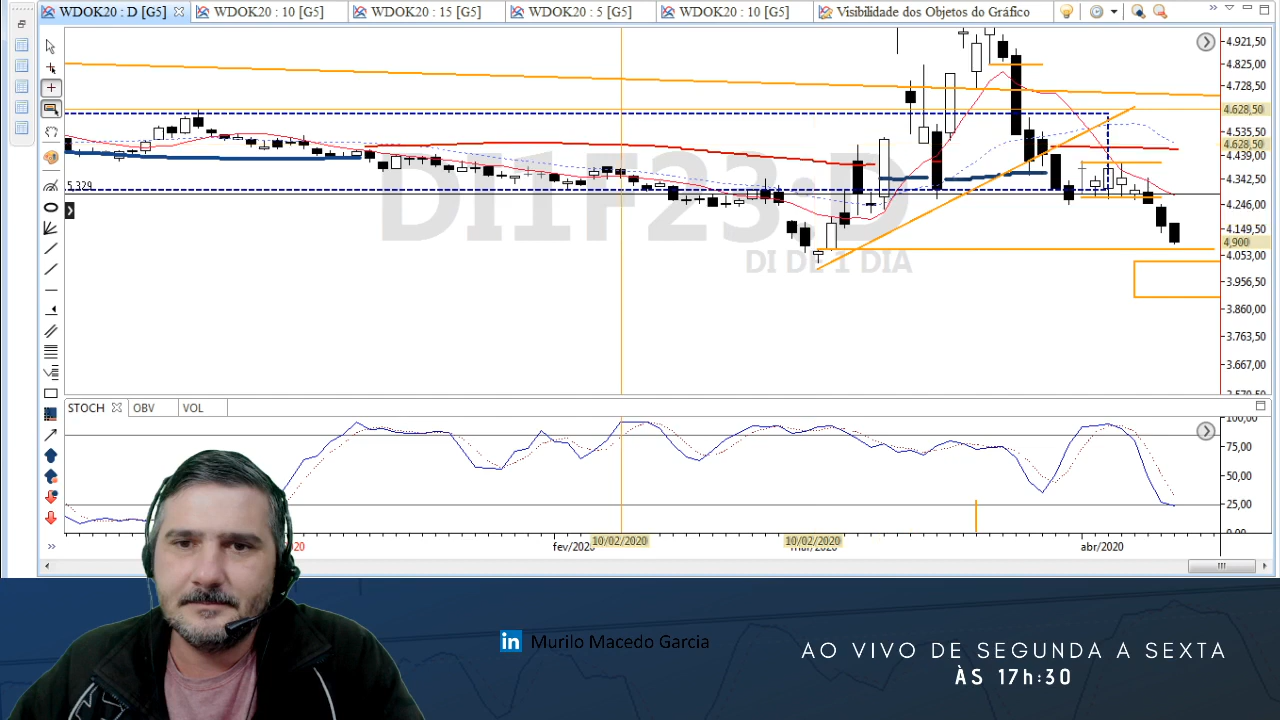 WDOK20 : D [G5]
WDOK20 : 10 [G5]
WDOK20 : 15 [G5]
WDOK20 : 5 [G5]
WDOK20 : 10 [G5]
Visibilidade dos Objetos do Gráfico
4.921,50
4.825,00
4.728,50
4.628,50
4.535,50
4.628,50
4.439,00
4.342,50
4.246,00
4.149,50
4,900
4.053,00
3.956,50
3.860,00
3.763,50
3.667,00
5,329
DI1F23:D
DI DE 1 DIA
STOCH
OBV
VOL
100,00
75,00
50,00
25,00
0,00
fev/2020
10/02/2020
10/02/2020
abr/2020
in Murilo Macedo Garcia
AO VIVO DE SEGUNDA A SEXTA
ÀS 17h:30